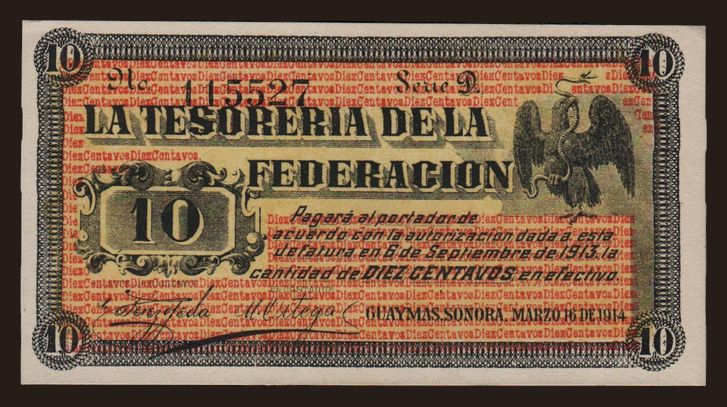 10 10
No. 115527 Serie D.
LA TESORERIA DE LA
FEDERACION
10
Pagará al portador de
acuerdo con la autorizacion dada a esta
Jefatura en 6 de Septiembre de 1913, la
cantidad de DIEZ CENTAVOS, en efectivo.
M. Ortega
GUAYMAS, SONORA, MARZO 16 DE 1914
10 10